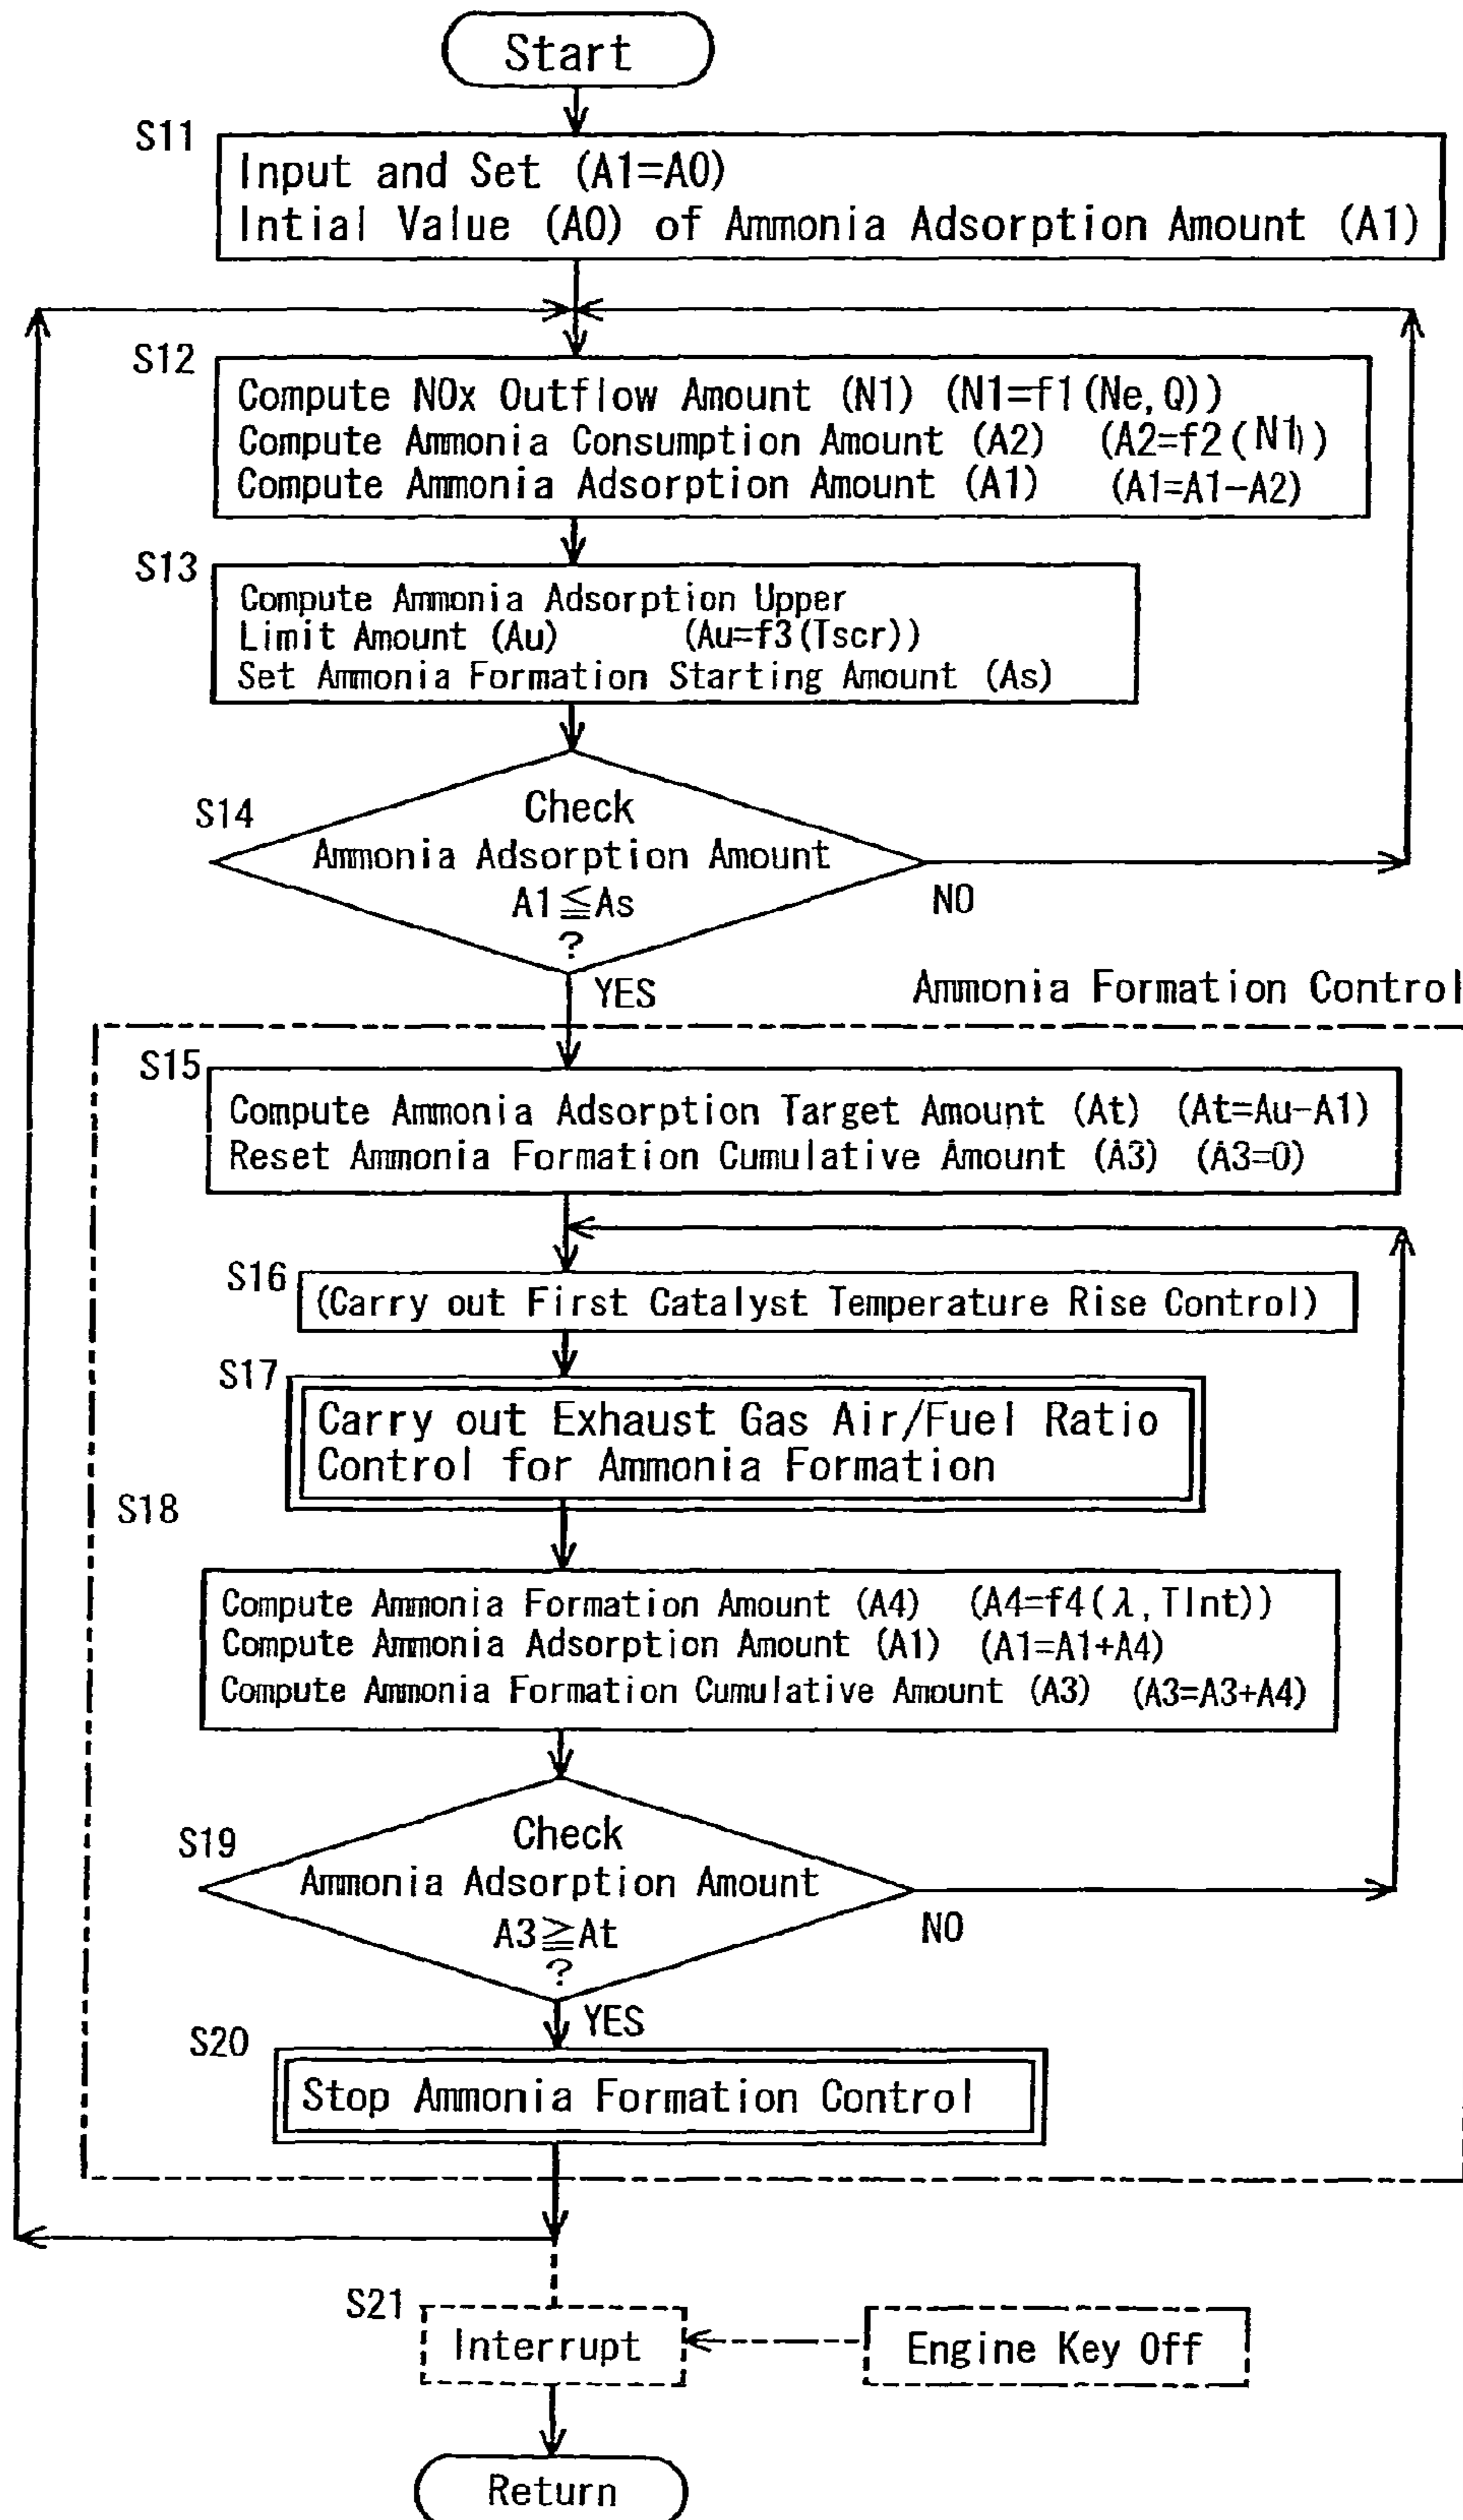 Start
S11
Input and Set (A1=A0)
Intial Value (A0) of Ammonia Adsorption Amount (A1)
S12
Compute NOx Outflow Amount (N1) (N1=f1(Ne,Q))
Compute Ammonia Consumption Amount (A2) (A2=f2(N1))
Compute Ammonia Adsorption Amount (A1) (A1=A1-A2)
S13
Compute Ammonia Adsorption Upper
Limit Amount (Au) (Au=f3(Tscr))
Set Ammonia Formation Starting Amount (As)
S14
Check
Ammonia Adsorption Amount
A1≦As
?
NO
YES
Ammonia Formation Control
S15
Compute Ammonia Adsorption Target Amount (At) (At=Au-A1)
Reset Ammonia Formation Cumulative Amount (A3) (A3=0)
S16
(Carry out First Catalyst Temperature Rise Control)
S17
Carry out Exhaust Gas Air/Fuel Ratio
Control for Ammonia Formation
S18
Compute Ammonia Formation Amount (A4) (A4=f4(λ,TInt))
Compute Ammonia Adsorption Amount (A1) (A1=A1+A4)
Compute Ammonia Formation Cumulative Amount (A3) (A3=A3+A4)
S19
Check
Ammonia Adsorption Amount
A3≧At
?
NO
YES
S20
Stop Ammonia Formation Control
S21
Interrupt
Engine Key Off
Return